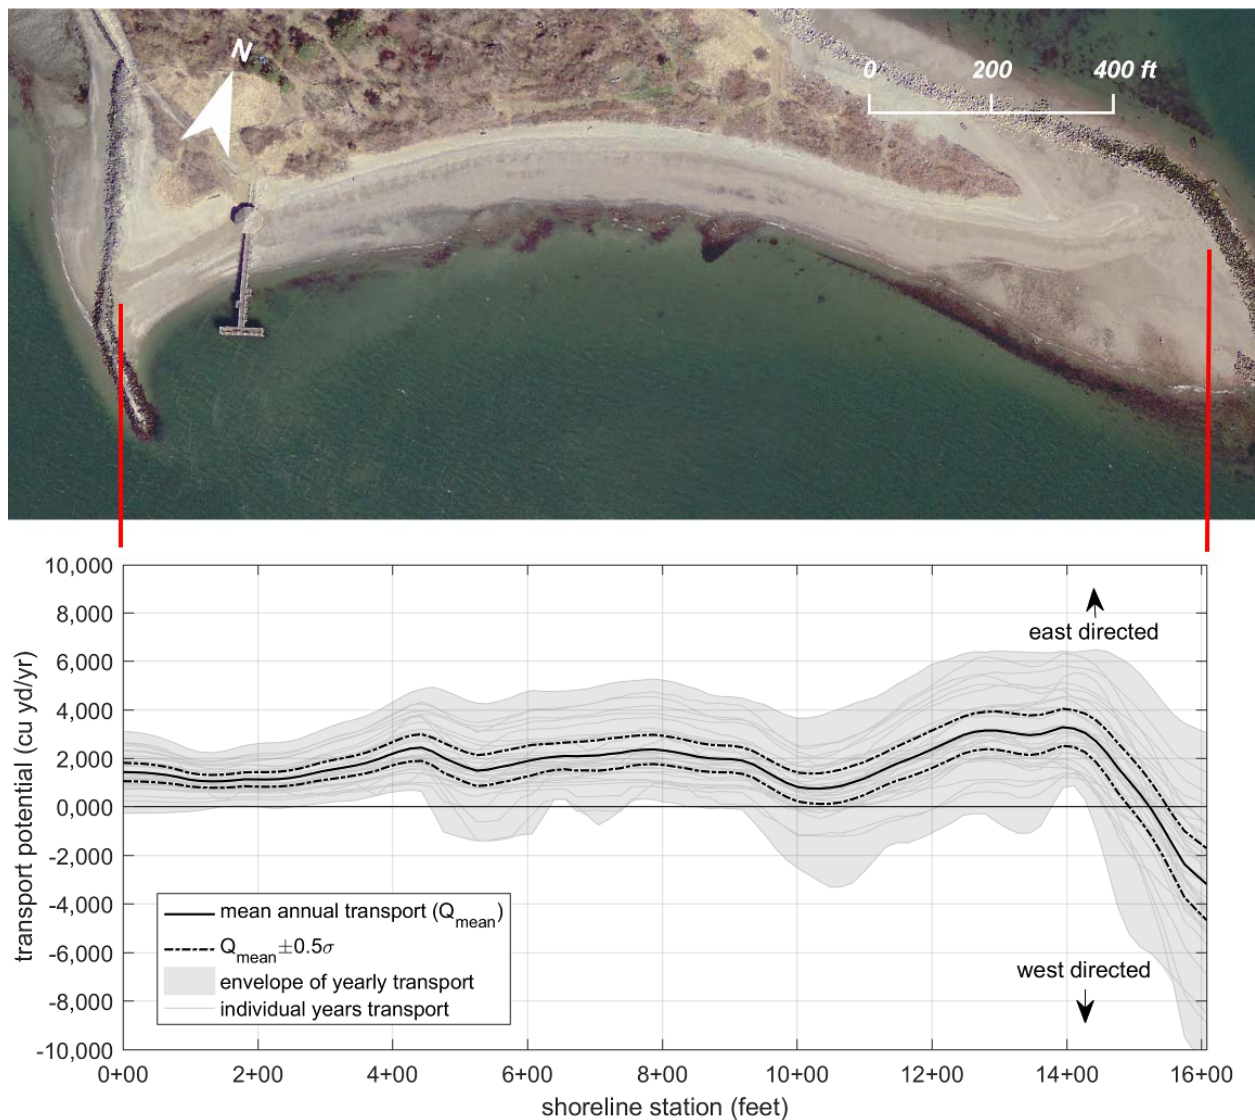 N
0 200 400 ft
10,000
8,000
6,000
4,000
2,000
0,000
-2,000
-4,000
-6,000
-8,000
-10,000
transport potential (cu yd/yr)
east directed
west directed
mean annual transport (Qmean)
Qmean±0.5σ
envelope of yearly transport
individual years transport
0+00 2+00 4+00 6+00 8+00 10+00 12+00 14+00 16+00
shoreline station (feet)